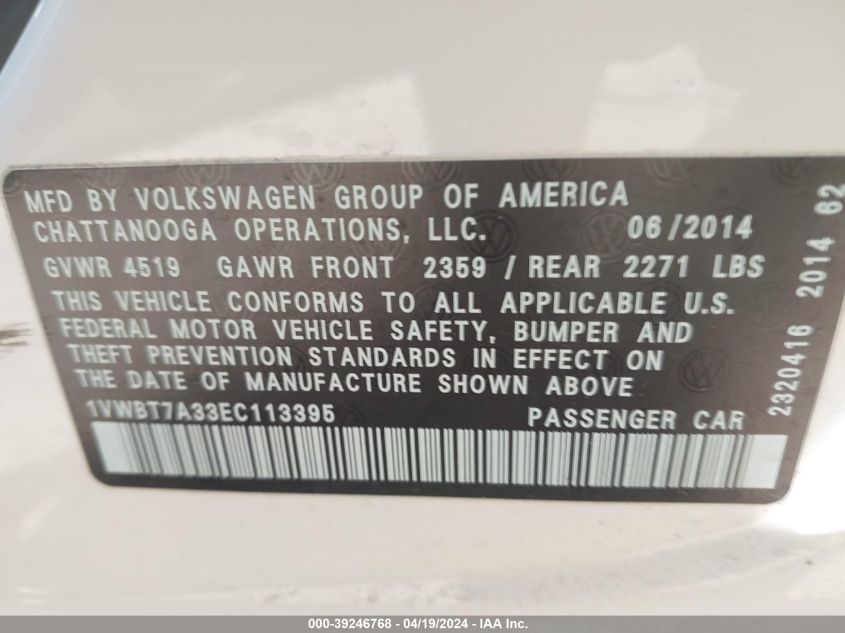 MFD BY VOLKSWAGEN GROUP OF AMERICA
CHATTANOOGA OPERATIONS, LLC. 06/2014
GVWR 4519 GAWR FRONT 2359 / REAR 2271 LBS
THIS VEHICLE CONFORMS TO ALL APPLICABLE U.S.
FEDERAL MOTOR VEHICLE SAFETY, BUMPER AND
THEFT PREVENTION STANDARDS IN EFFECT ON
THE DATE OF MANUFACTURE SHOWN ABOVE
1VWBT7A33EC113395 PASSENGER CAR
2320416 2014 62
000-39246768 - 04/19/2024 - IAA Inc.